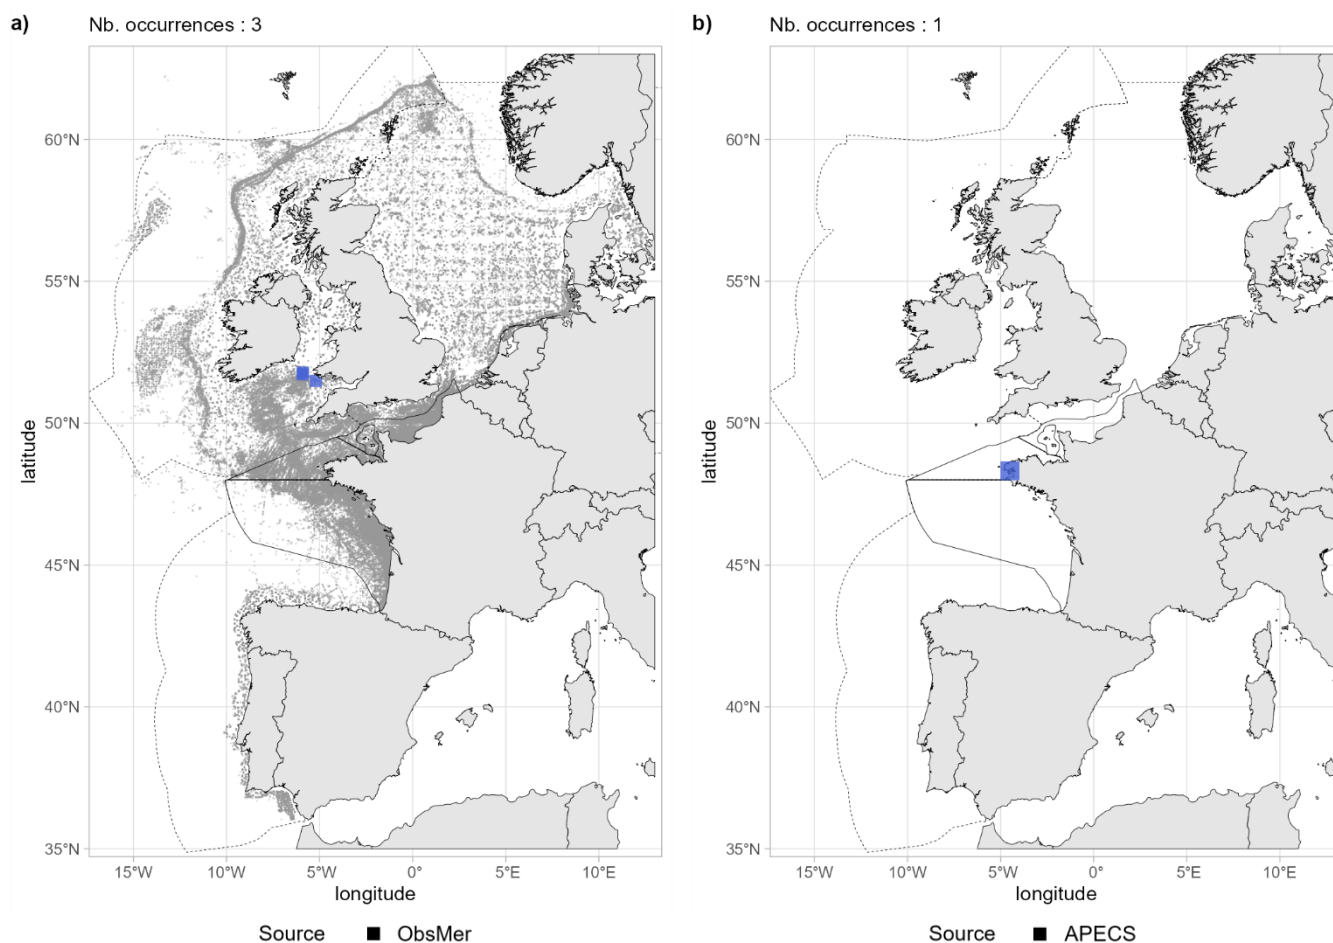 a)
Nb. occurrences : 3
60°N
55°N
50°N
45°N
40°N
35°N
latitude
15°W
10°W
5°W
0°
5°E
10°E
longitude
Source
ObsMer
b)
Nb. occurrences : 1
60°N
55°N
50°N
45°N
40°N
35°N
latitude
15°W
10°W
5°W
0°
5°E
10°E
longitude
Source
APECS